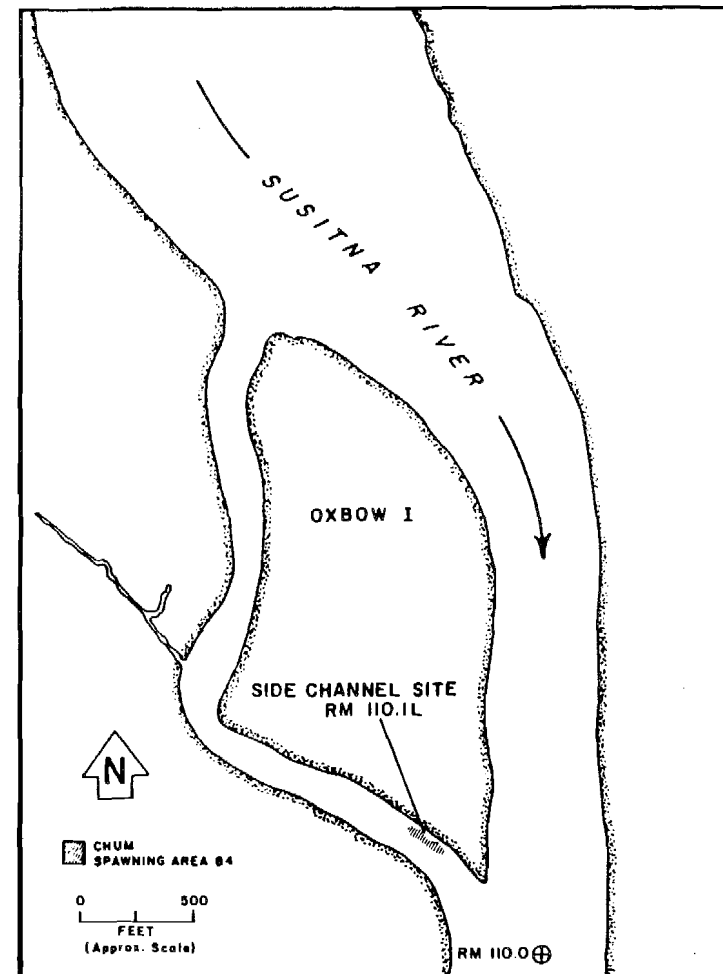 SUSITNA
RIVER
OXBOW I
SIDE CHANNEL SITE
RM 110.1L
N
CHUM
SPAWNING AREA 84
0 500
FEET
(Approx. Scale)
RM 110.0